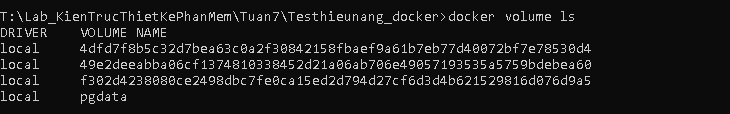 T:\Lab_KienTrucThietKePhanMem\Tuan7\Testhieunang_docker>docker volume ls
DRIVER    VOLUME NAME
local     4dfd7f8b5c32d7bea63c0a2f30842158fbaef9a61b7eb77d40072bf7e78530d4
local     49e2deeabba06cf1374810338452d21a06ab706e49057193535a5759bdebea60
local     f302d4238080ce2498dbc7fe0ca15ed2d794d27cf6d3d4b621529816d076d9a5
local     pgdata